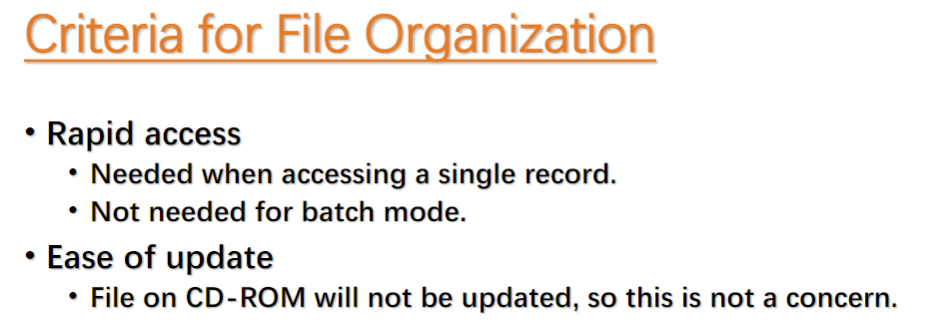 Criteria for File Organization
• Rapid access
• Needed when accessing a single record.
• Not needed for batch mode.
• Ease of update
• File on CD-ROM will not be updated, so this is not a concern.